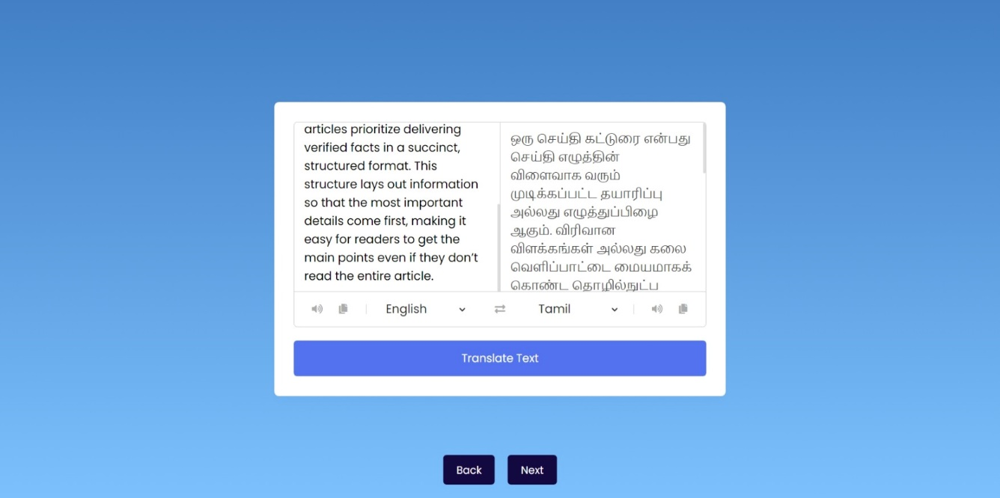 articles prioritize delivering
verified facts in a succinct,
structured format. This
structure lays out information
so that the most important
details come first, making it
easy for readers to get the
main points even if they don’t
read the entire article.
ஒரு செய்தி கட்டுரை என்பது
செய்தி எழுத்தின்
விளைவாக வரும்
முடிக்கப்பட்ட தயாரிப்பு
அல்லது எழுத்துப்பிழை
ஆகும். விரிவான
விளக்கங்கள் அல்லது கலை
வெளிப்பாட்டை மையமாகக்
கொண்ட தொழில்நுட்ப
English
Tamil
Translate Text
Back
Next